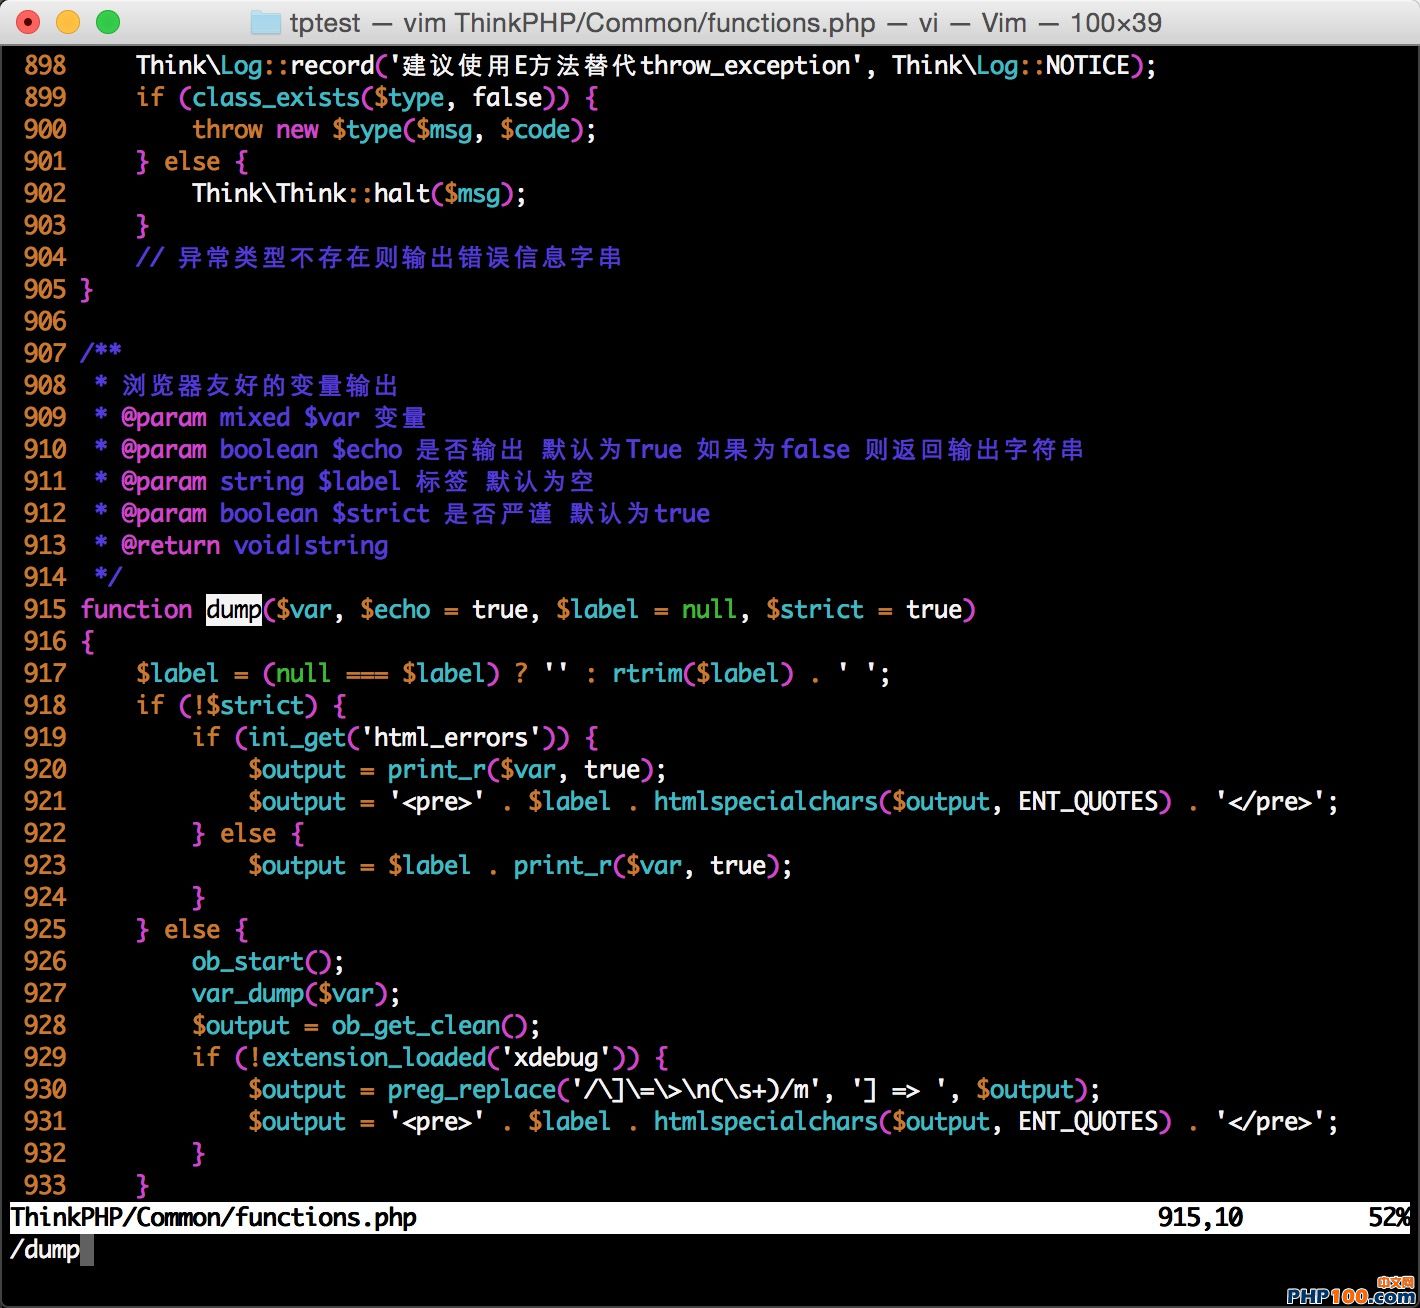 tptest — vim ThinkPHP/Common/functions.php — vi — Vim — 100×39
898     Think\Log::record('建议使用E方法替代throw_exception', Think\Log::NOTICE);
899     if (class_exists($type, false)) {
900         throw new $type($msg, $code);
901     } else {
902         Think\Think::halt($msg);
903     }
904     // 异常类型不存在则输出错误信息字串
905 }
906
907 /**
908  * 浏览器友好的变量输出
909  * @param mixed $var 变量
910  * @param boolean $echo 是否输出 默认为True 如果为false 则返回输出字符串
911  * @param string $label 标签 默认为空
912  * @param boolean $strict 是否严谨 默认为true
913  * @return void|string
914  */
915 function dump($var, $echo = true, $label = null, $strict = true)
916 {
917     $label = (null === $label) ? '' : rtrim($label) . ' ';
918     if (!$strict) {
919         if (ini_get('html_errors')) {
920             $output = print_r($var, true);
921             $output = '<pre>' . $label . htmlspecialchars($output, ENT_QUOTES) . '</pre>';
922         } else {
923             $output = $label . print_r($var, true);
924         }
925     } else {
926         ob_start();
927         var_dump($var);
928         $output = ob_get_clean();
929         if (!extension_loaded('xdebug')) {
930             $output = preg_replace('/\]\=\>\n(\s+)/m', '] => ', $output);
931             $output = '<pre>' . $label . htmlspecialchars($output, ENT_QUOTES) . '</pre>';
932         }
933     }
ThinkPHP/Common/functions.php 915,10 52%
/dump
中文网
PHP100.com